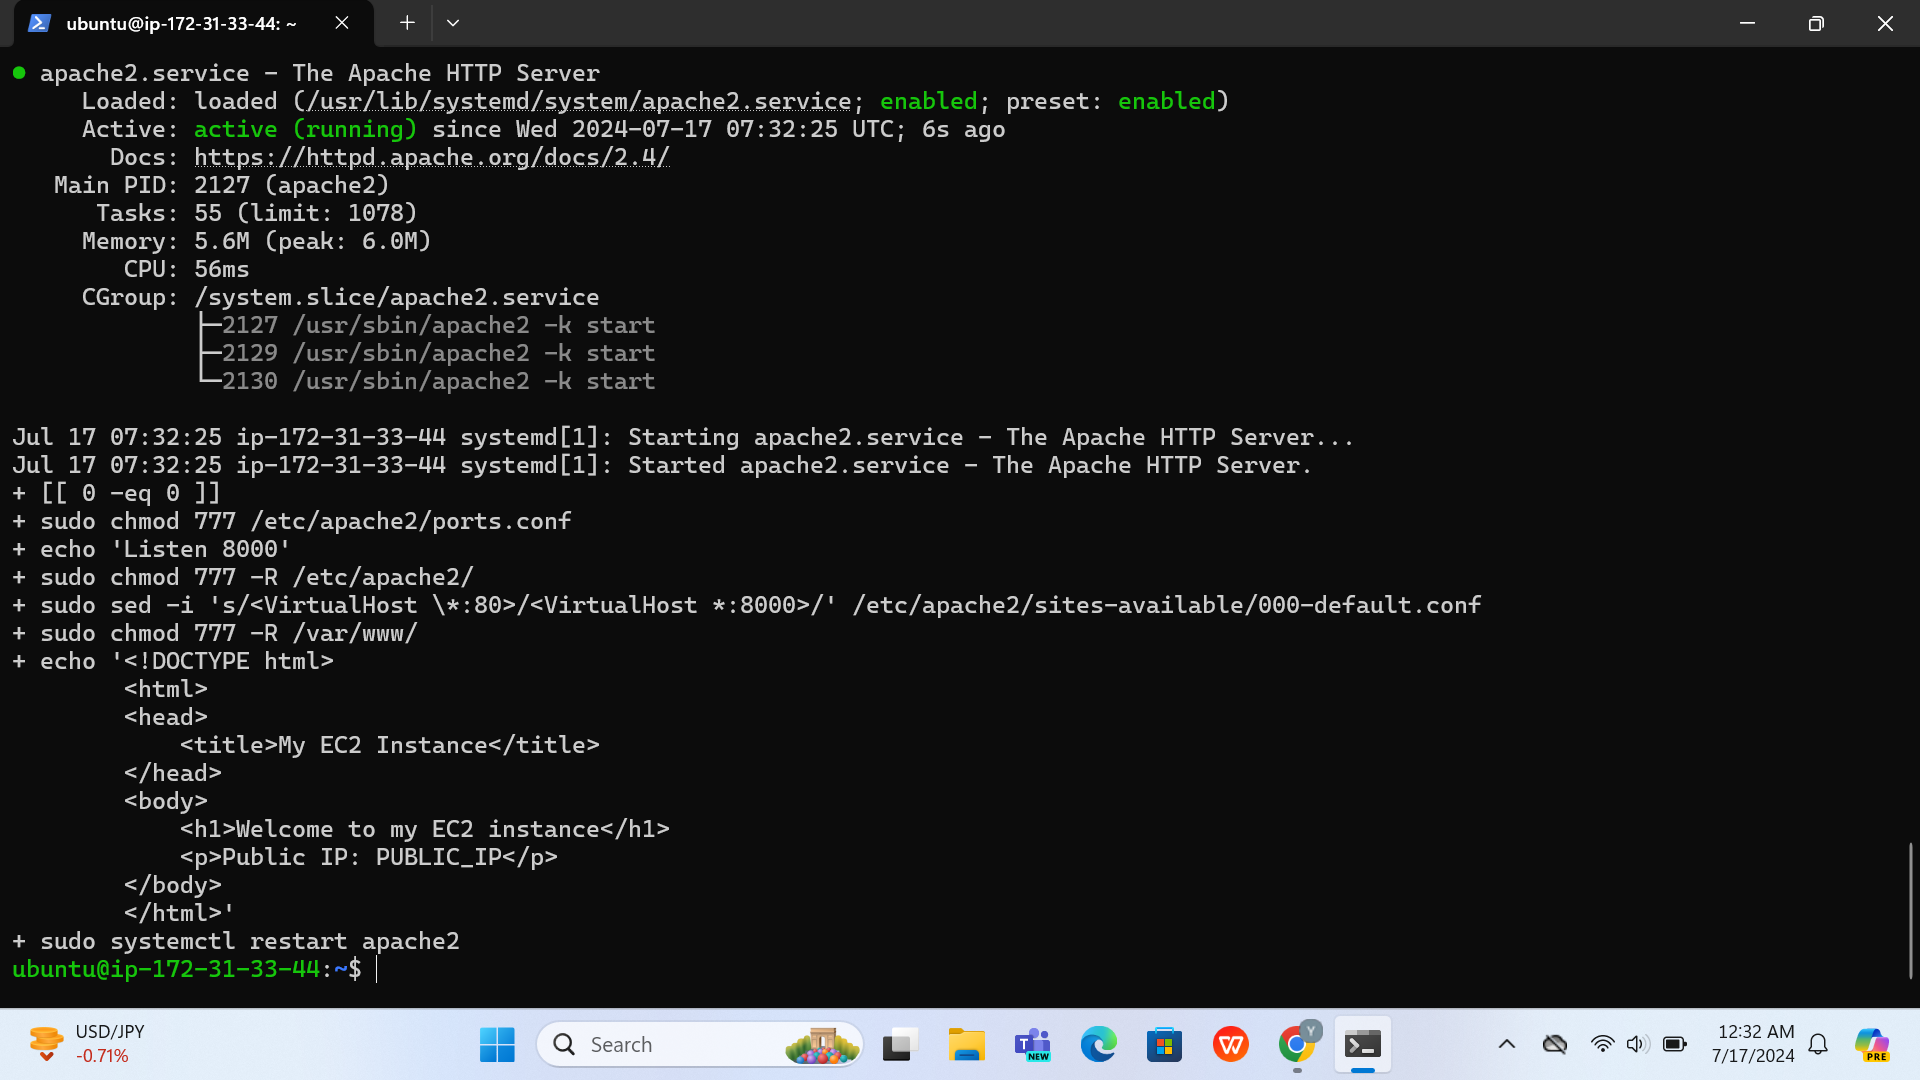 ubuntu@ip-172-31-33-44: ~
● apache2.service - The Apache HTTP Server
     Loaded: loaded (/usr/lib/systemd/system/apache2.service; enabled; preset: enabled)
     Active: active (running) since Wed 2024-07-17 07:32:25 UTC; 6s ago
       Docs: https://httpd.apache.org/docs/2.4/
   Main PID: 2127 (apache2)
      Tasks: 55 (limit: 1078)
     Memory: 5.6M (peak: 6.0M)
        CPU: 56ms
     CGroup: /system.slice/apache2.service
             ├─2127 /usr/sbin/apache2 -k start
             ├─2129 /usr/sbin/apache2 -k start
             └─2130 /usr/sbin/apache2 -k start
Jul 17 07:32:25 ip-172-31-33-44 systemd[1]: Starting apache2.service - The Apache HTTP Server...
Jul 17 07:32:25 ip-172-31-33-44 systemd[1]: Started apache2.service - The Apache HTTP Server.
+ [[ 0 -eq 0 ]]
+ sudo chmod 777 /etc/apache2/ports.conf
+ echo 'Listen 8000'
+ sudo chmod 777 -R /etc/apache2/
+ sudo sed -i 's/<VirtualHost \*:80>/<VirtualHost *:8000>/' /etc/apache2/sites-available/000-default.conf
+ sudo chmod 777 -R /var/www/
+ echo '<!DOCTYPE html>
        <html>
        <head>
            <title>My EC2 Instance</title>
        </head>
        <body>
            <h1>Welcome to my EC2 instance</h1>
            <p>Public IP: PUBLIC_IP</p>
        </body>
        </html>'
+ sudo systemctl restart apache2
ubuntu@ip-172-31-33-44:~$
USD/JPY
-0.71%
Search
NEW
Y
12:32 AM
7/17/2024
PRE